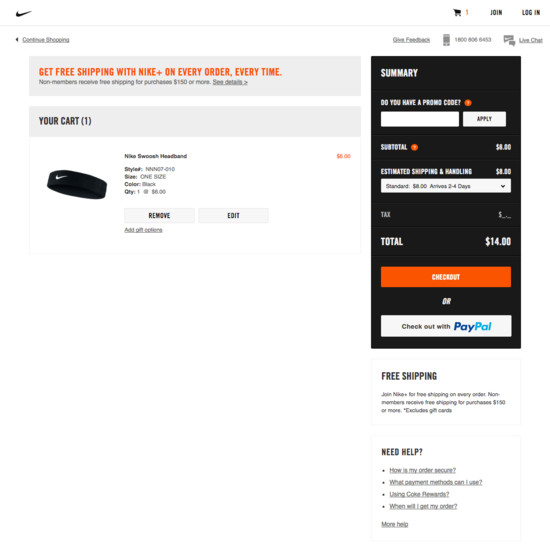 1 JOIN LOG IN
Continue Shopping
Give Feedback 1800 806 6453 Live Chat
GET FREE SHIPPING WITH NIKE+ ON EVERY ORDER, EVERY TIME.
Non-members receive free shipping for purchases $150 or more. See details >
YOUR CART (1)
Nike Swoosh Headband $6.00
Style#: NNN07-010
Size: ONE SIZE
Color: Black
Qty: 1 @ $6.00
REMOVE EDIT
Add gift options
SUMMARY
DO YOU HAVE A PROMO CODE? ?
APPLY
SUBTOTAL ? $6.00
ESTIMATED SHIPPING & HANDLING $8.00
Standard: $8.00 Arrives 2-4 Days
TAX $_._
TOTAL $14.00
CHECKOUT
OR
Check out with PayPal
FREE SHIPPING
Join Nike+ for free shipping on every order. Non-
members receive free shipping for purchases $150
or more. *Excludes gift cards
NEED HELP?
• How is my order secure?
• What payment methods can I use?
• Using Coke Rewards?
• When will I get my order?
More help